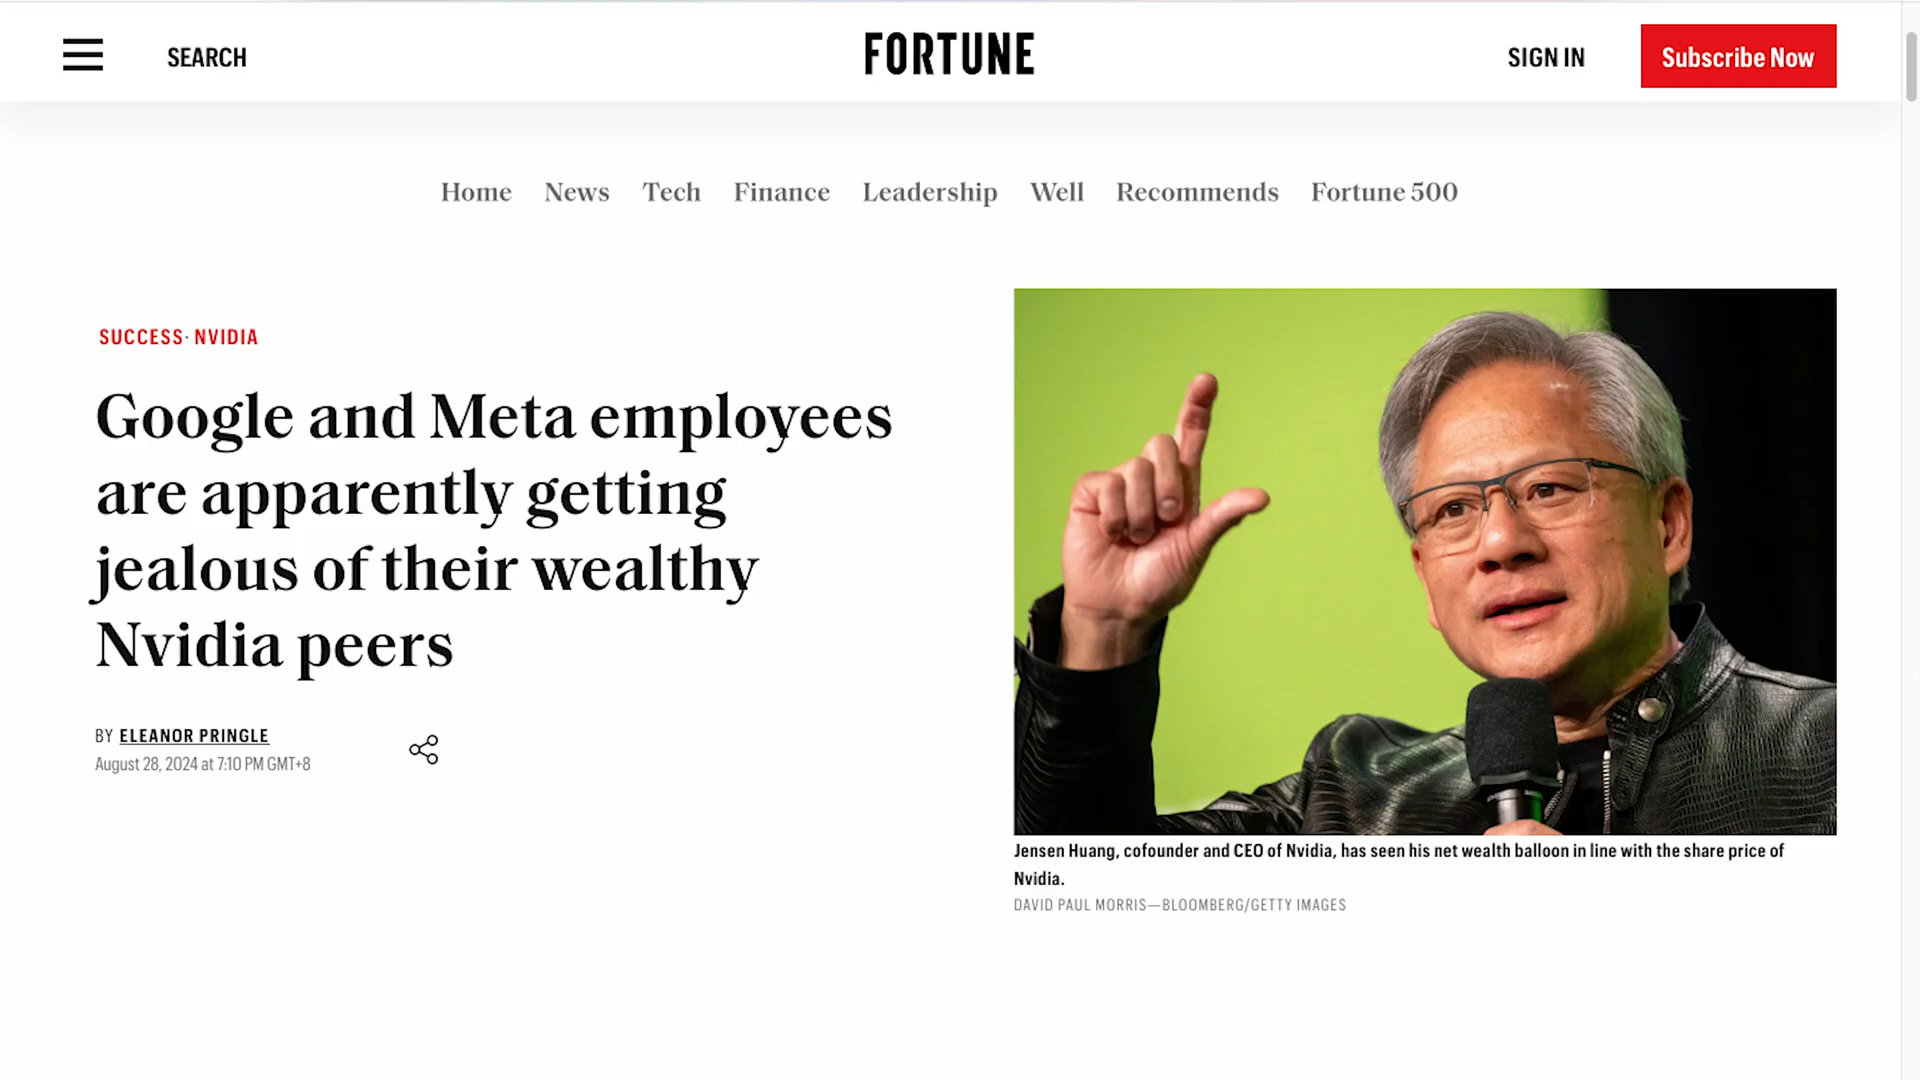 SEARCH
FORTUNE
SIGN IN
Subscribe Now
Home News Tech Finance Leadership Well Recommends Fortune 500
SUCCESS· NVIDIA
Google and Meta employees
are apparently getting
jealous of their wealthy
Nvidia peers
BY ELEANOR PRINGLE
August 28, 2024 at 7:10 PM GMT+8
Jensen Huang, cofounder and CEO of Nvidia, has seen his net wealth balloon in line with the share price of
Nvidia.
DAVID PAUL MORRIS—BLOOMBERG/GETTY IMAGES